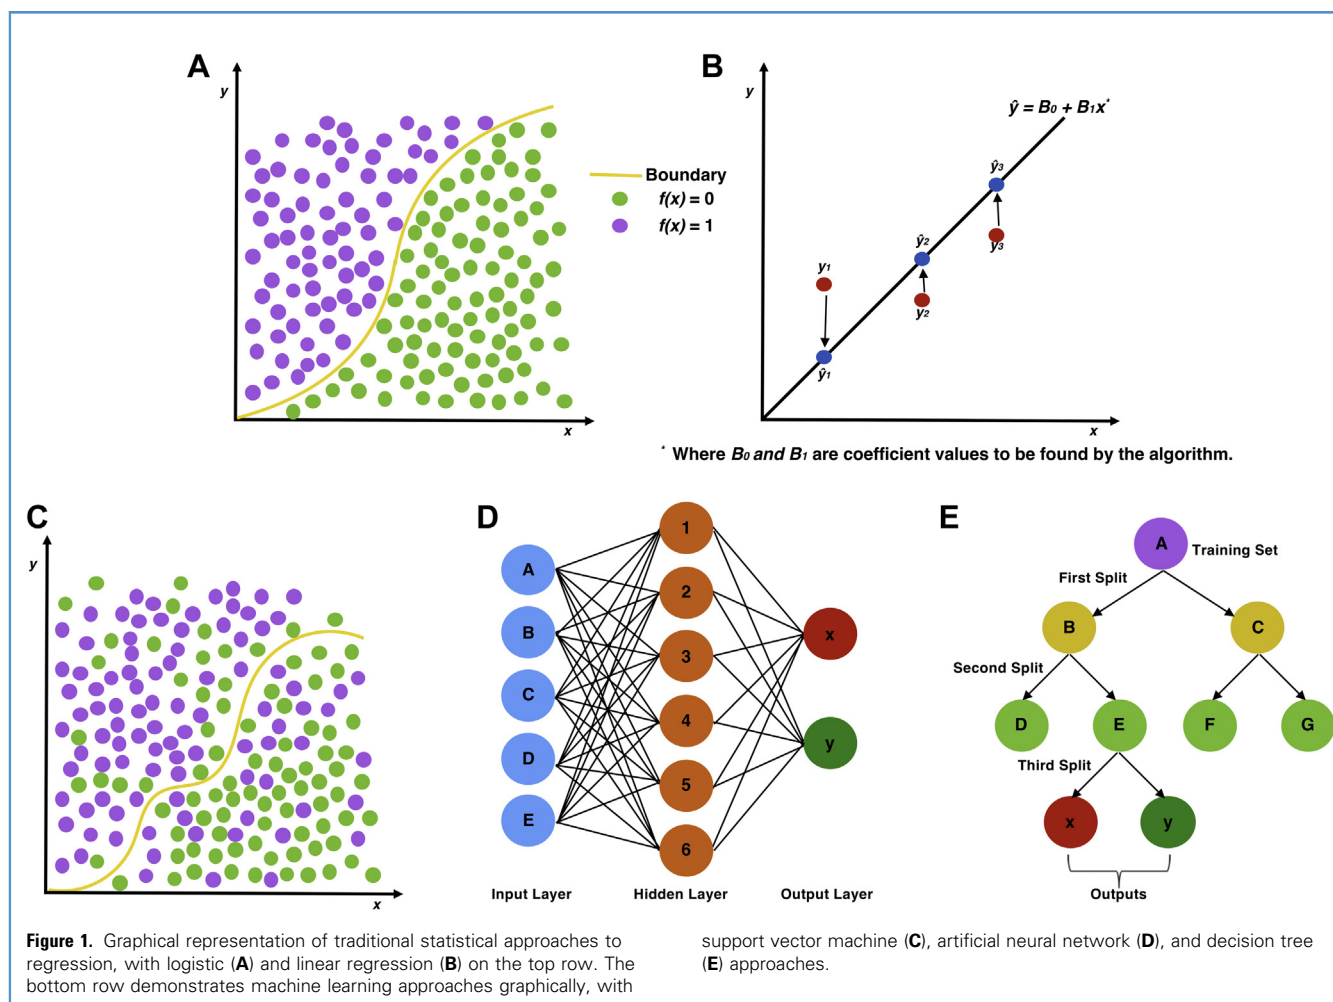 A
y
x
Boundary
f(x) = 0
f(x) = 1
B
y
ŷ = B0 + B1x*
ŷ3
y3
ŷ2
y2
y1
ŷ1
x
* Where B0 and B1 are coefficient values to be found by the algorithm.
C
y
x
D
A
B
C
D
E
1
2
3
4
5
6
x
y
Input Layer
Hidden Layer
Output Layer
E
A
Training Set
First Split
B
C
Second Split
D
E
F
G
Third Split
x
y
Outputs
Figure 1. Graphical representation of traditional statistical approaches to
regression, with logistic (A) and linear regression (B) on the top row. The
bottom row demonstrates machine learning approaches graphically, with
support vector machine (C), artificial neural network (D), and decision tree
(E) approaches.